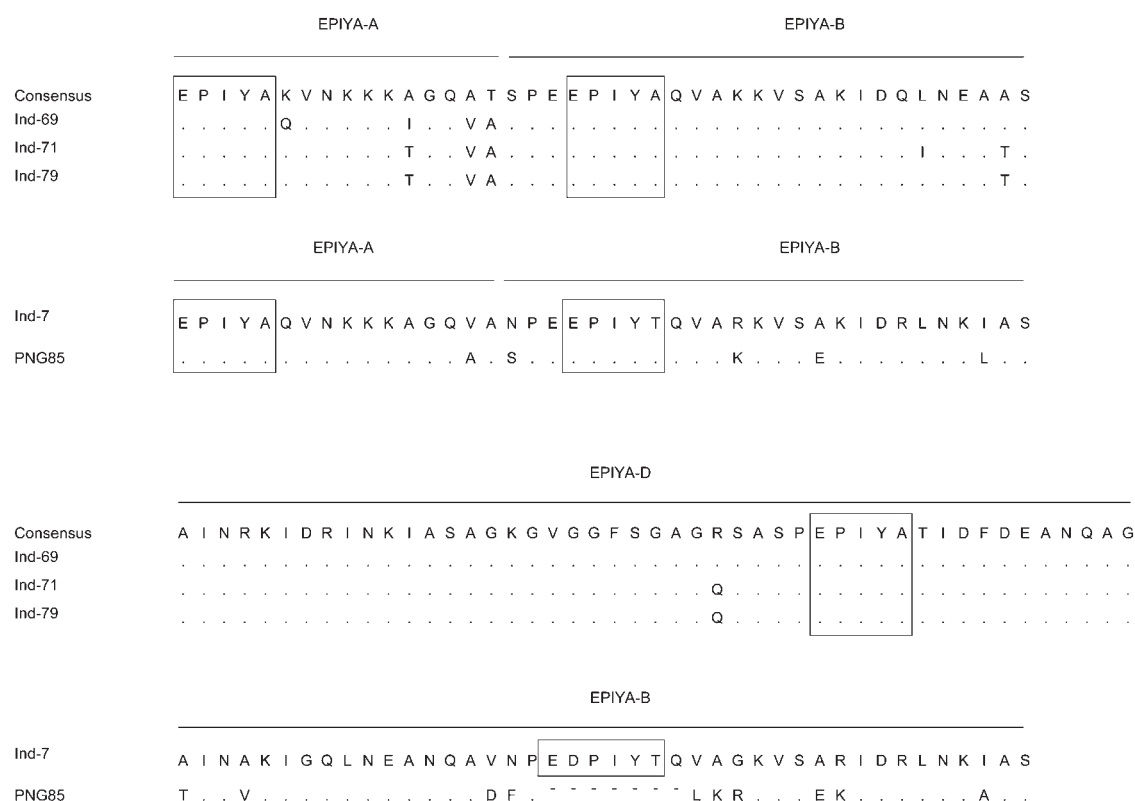 EPIYA-A EPIYA-B
Consensus E P I Y A K V N K K K A G Q A T S P E E P I Y A Q V A K K V S A K I D Q L N E A A S
Ind-69 . . . . . Q . . . . . I . . V A . . . . . . . . . . . . . . . . . . . . . . . . . .
Ind-71 . . . . . . . . . . . T . . V A . . . . . . . . . . . . . . . . . . . . I . . . T .
Ind-79 . . . . . . . . . . . T . . V A . . . . . . . . . . . . . . . . . . . . . . . . T .
EPIYA-A EPIYA-B
Ind-7 E P I Y A Q V N K K K A G Q V A N P E E P I Y T Q V A R K V S A K I D R L N K I A S
PNG85 . . . . . . . . . . . . . . A . S . . . . . . . . . . K . . . E . . . . . . . L . .
EPIYA-D
Consensus A I N R K I D R I N K I A S A G K G V G G F S G A G R S A S P E P I Y A T I D F D E A N Q A G
Ind-69 . . . . . . . . . . . . . . . . . . . . . . . . . . . . . . . . . . . . . . . . . . . . . . .
Ind-71 . . . . . . . . . . . . . . . . . . . . . . . . . . Q . . . . . . . . . . . . . . . . . . . .
Ind-79 . . . . . . . . . . . . . . . . . . . . . . . . . . Q . . . . . . . . . . . . . . . . . . . .
EPIYA-B
Ind-7 A I N A K I G Q L N E A N Q A V N P E D P I Y T Q V A G K V S A R I D R L N K I A S
PNG85 T . . V . . . . . . . . . . . D F . - - - - - - - L K R . . . E K . . . . . . A . .